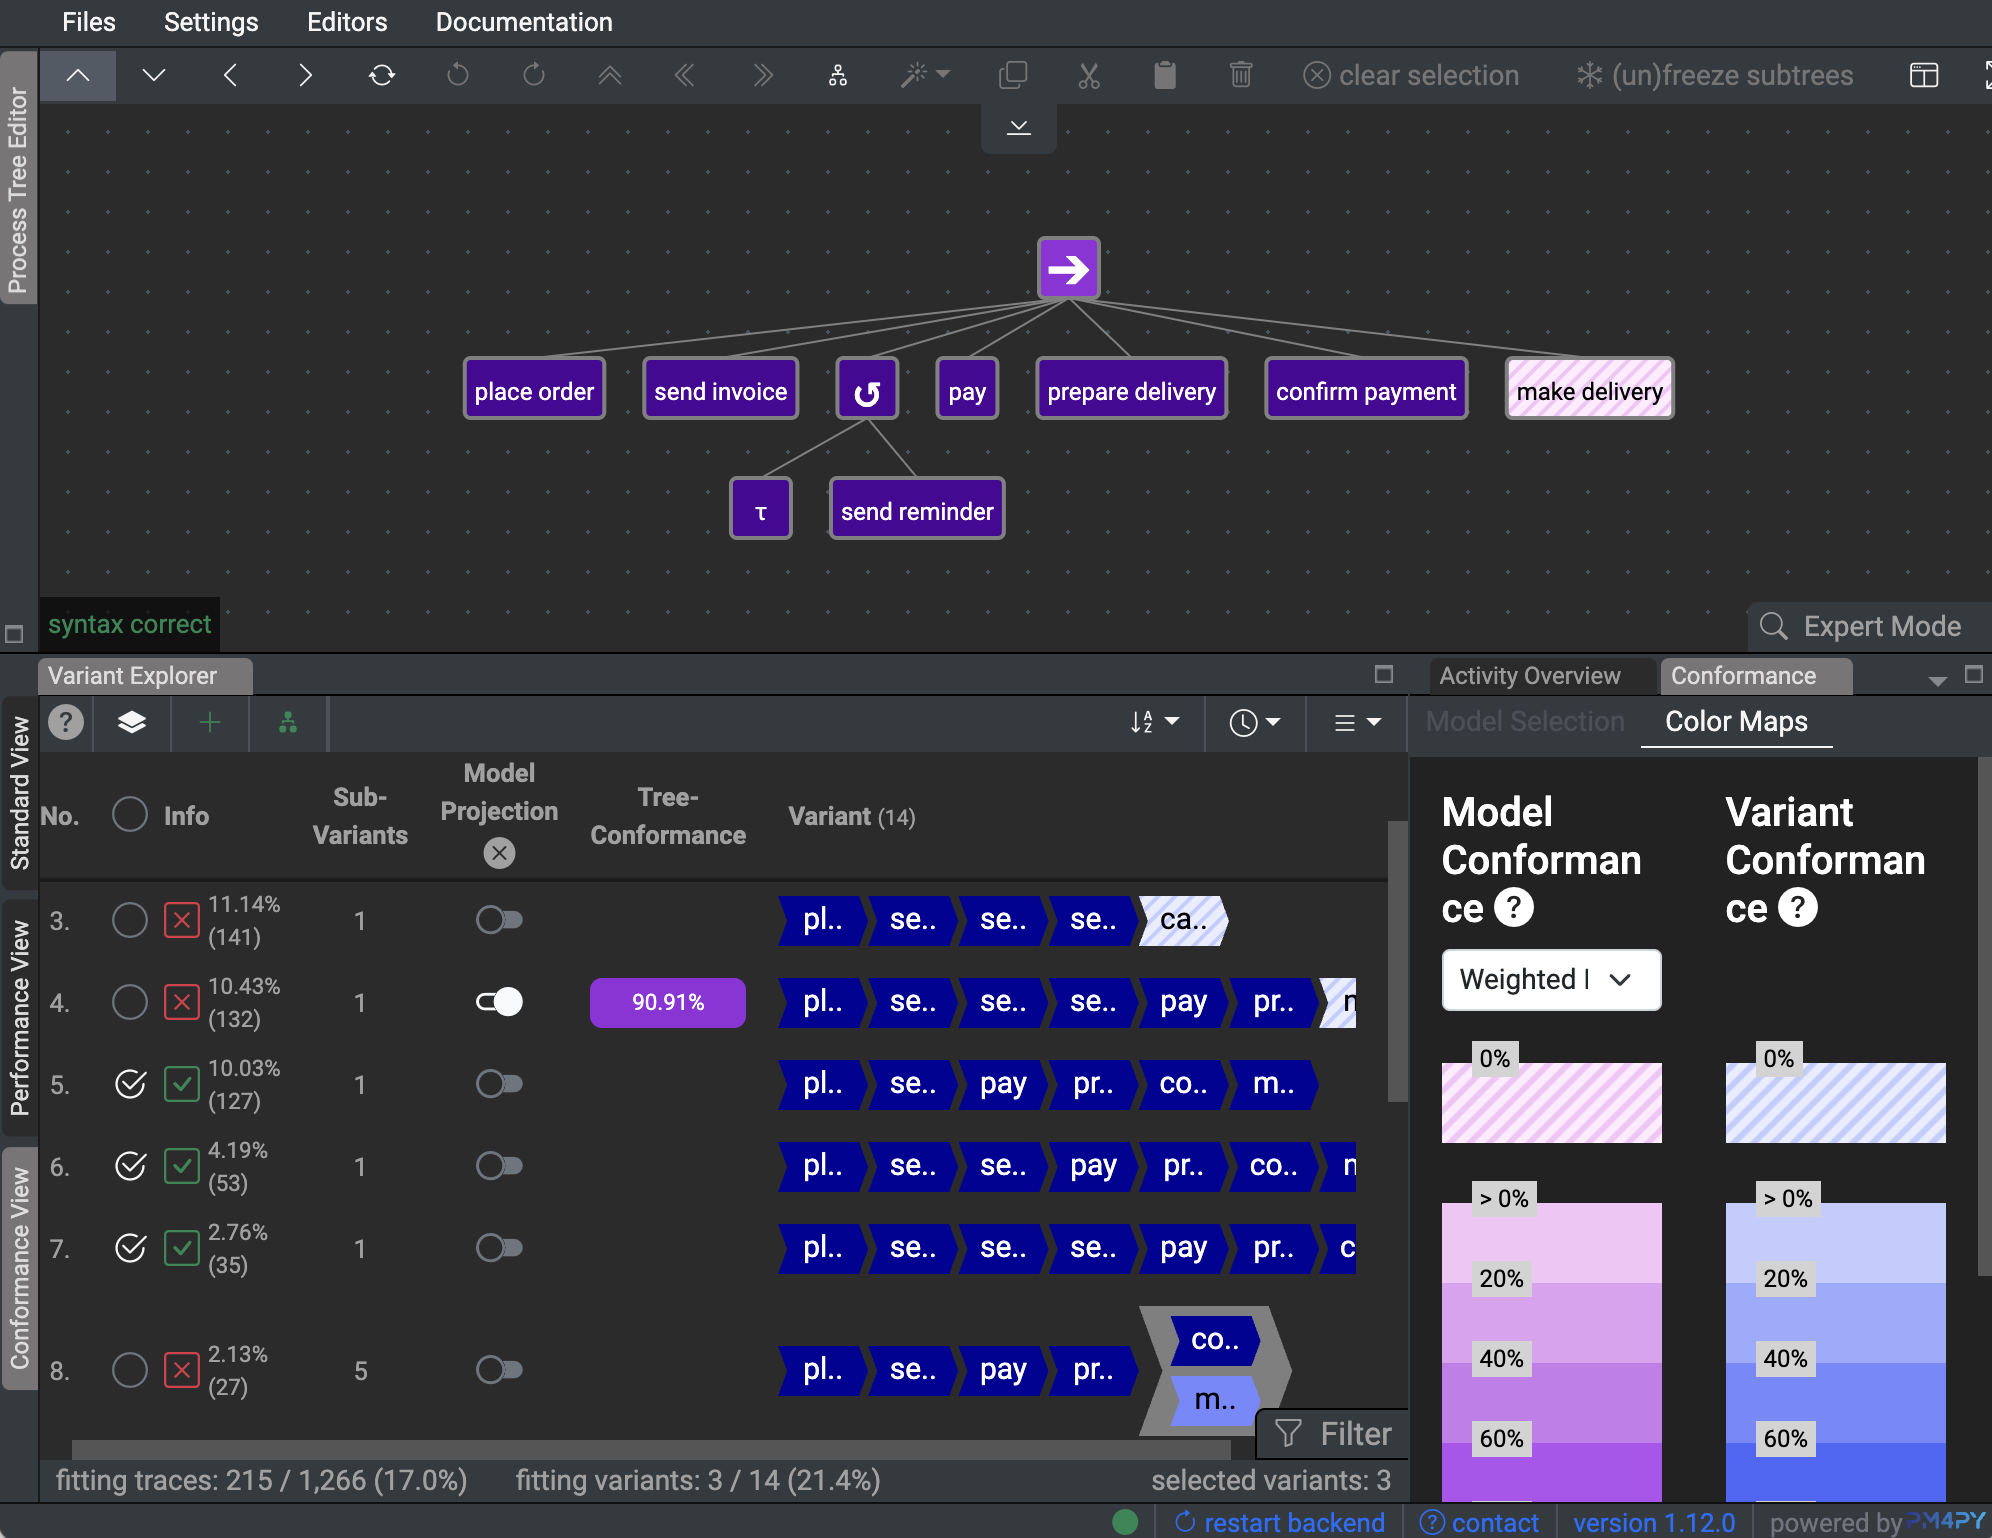 Files Settings Editors Documentation
Process Tree Editor
clear selection
(un)freeze subtrees
place order
send invoice
pay
prepare delivery
confirm payment
make delivery
τ
send reminder
syntax correct
Expert Mode
Variant Explorer
Standard View
Performance View
Conformance View
No. Info Sub-Variants Model Projection Tree-Conformance Variant (14)
3. 11.14% (141) 1 pl.. se.. se.. se.. ca..
4. 10.43% (132) 1 90.91% pl.. se.. se.. se.. pay pr..
5. 10.03% (127) 1 pl.. se.. pay pr.. co.. m..
6. 4.19% (53) 1 pl.. se.. se.. pay pr.. co..
7. 2.76% (35) 1 pl.. se.. se.. se.. pay pr.. c
8. 2.13% (27) 5 pl.. se.. pay pr.. co.. m..
Filter
fitting traces: 215 / 1,266 (17.0%) fitting variants: 3 / 14 (21.4%) selected variants: 3
Activity Overview Conformance
Model Selection Color Maps
Model
Conforman
ce ?
Weighted
0%
> 0%
20%
40%
60%
Variant
Conforman
ce ?
0%
> 0%
20%
40%
60%
restart backend contact version 1.12.0 powered by PM4PY